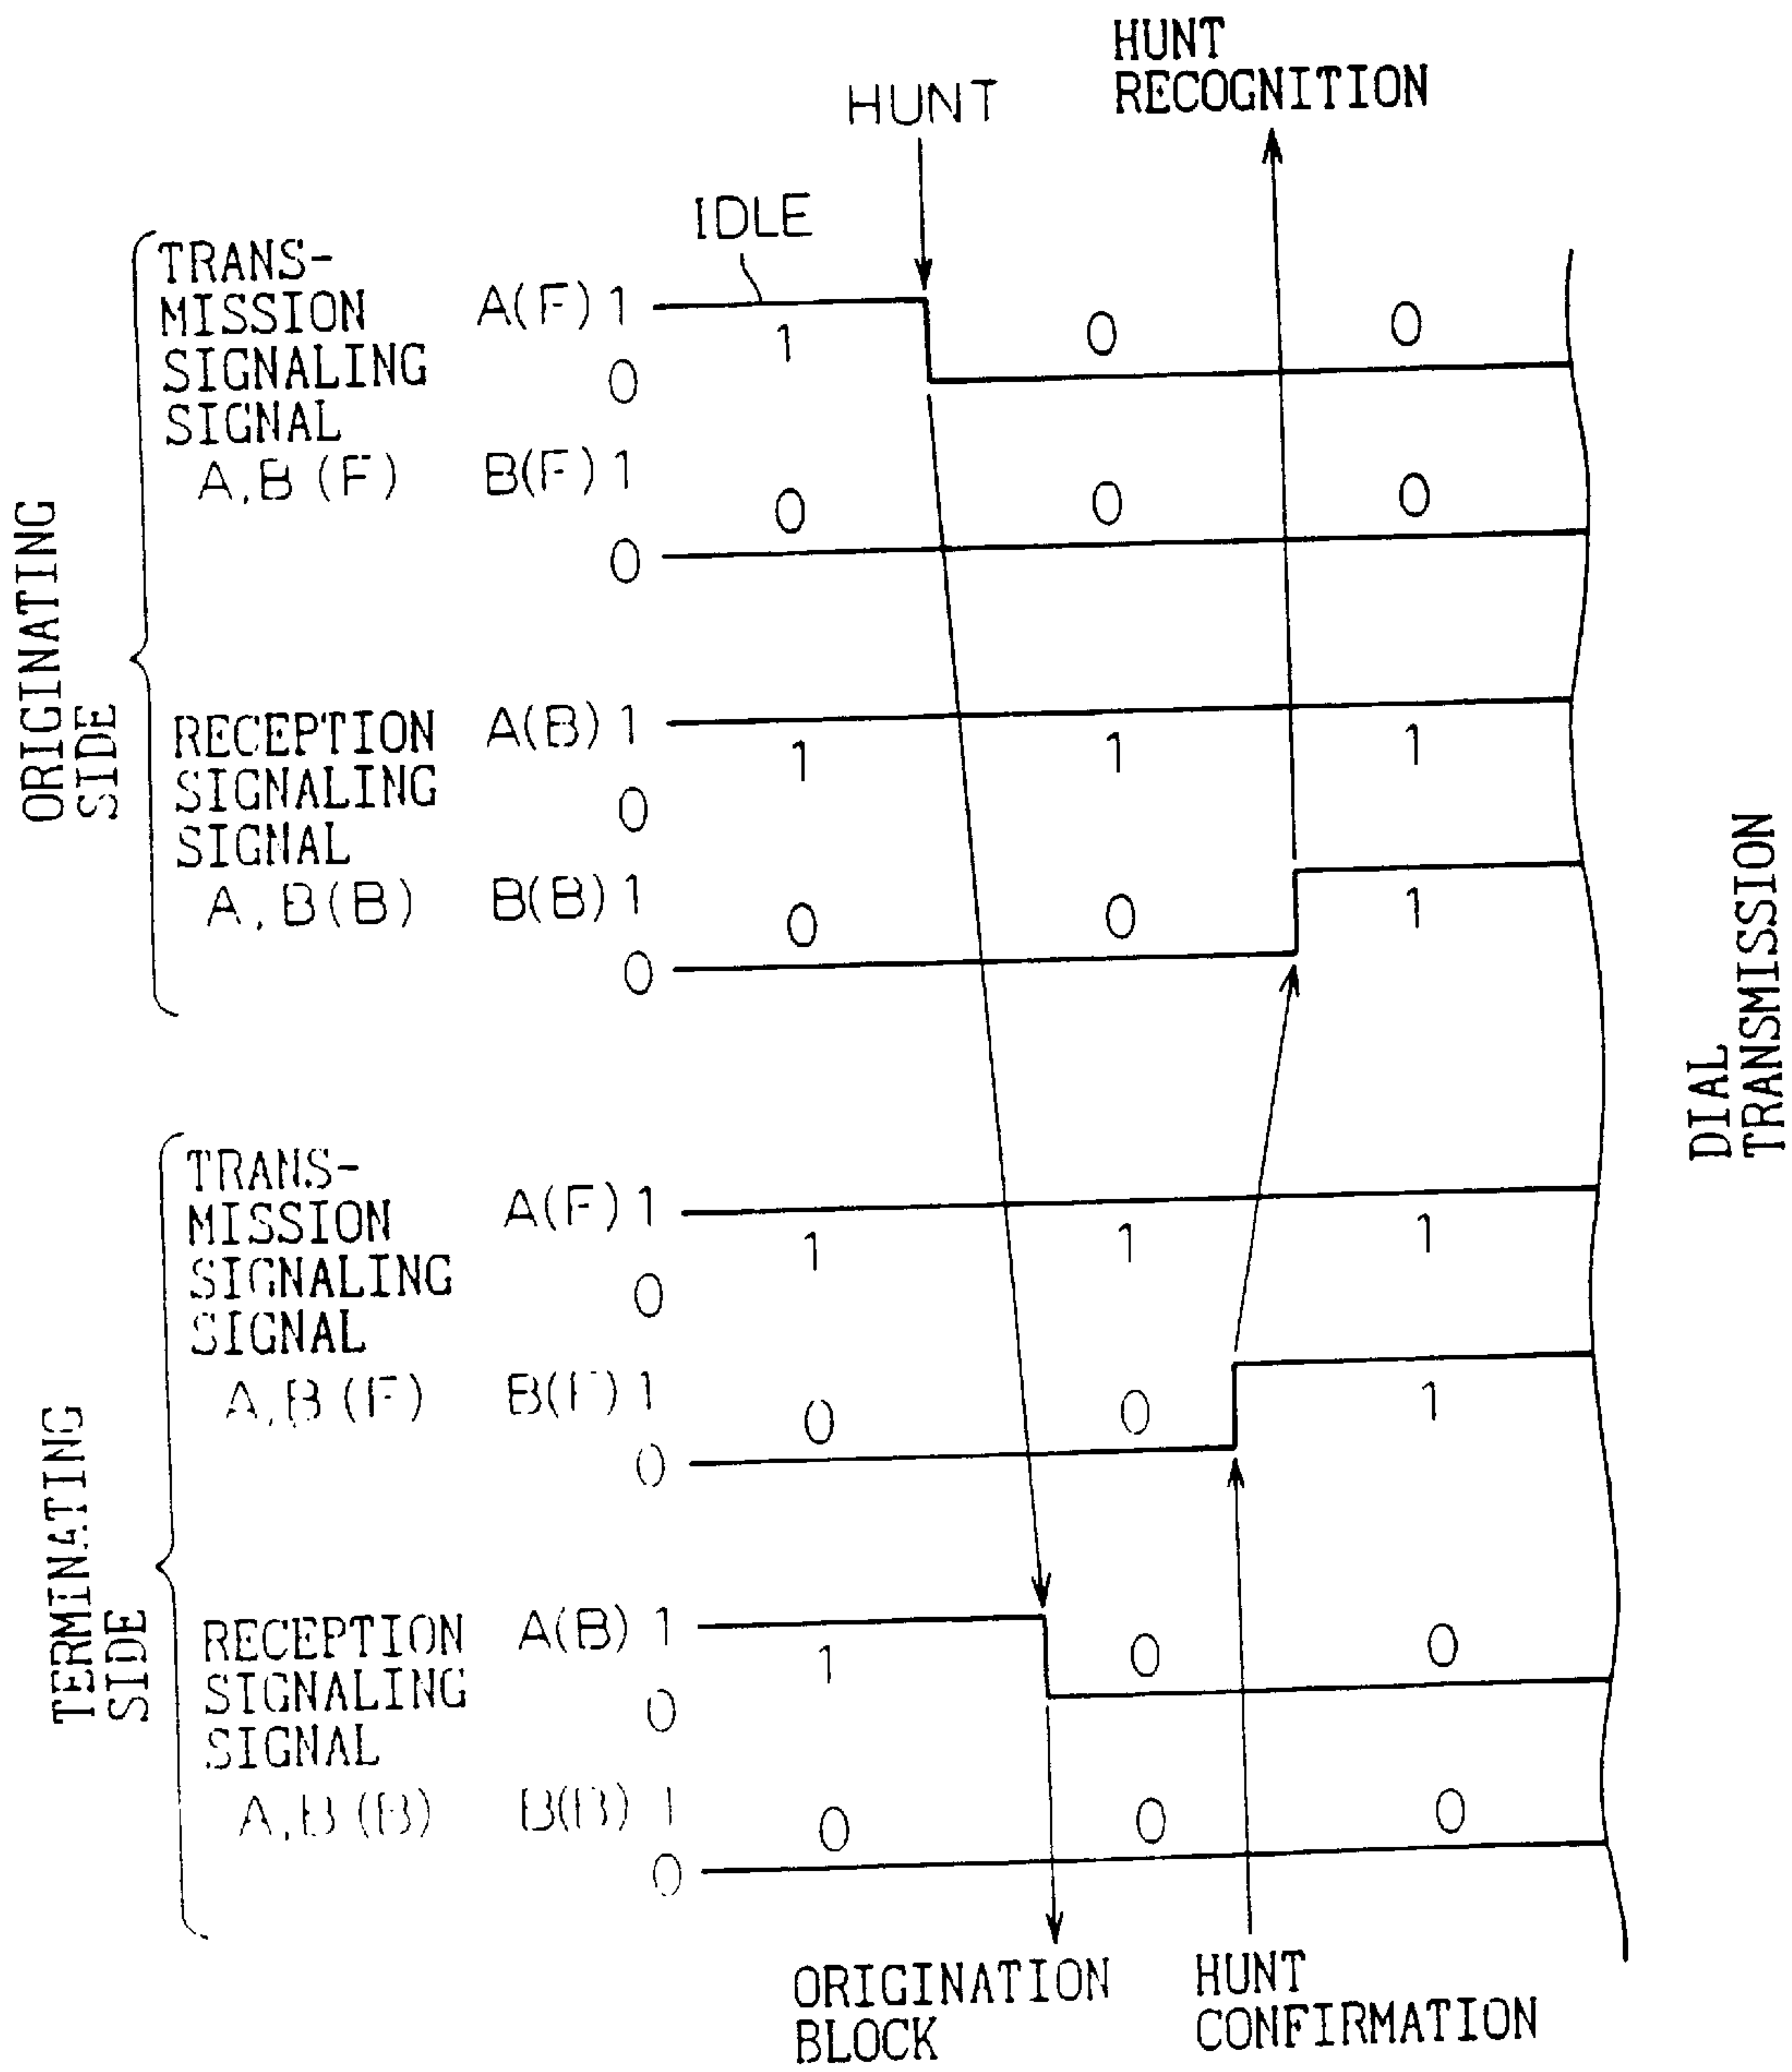 HUNT
RECOGNITION
HUNT
IDLE
ORIGINATING
SIDE
TRANS-
MISSION
SIGNALING
SIGNAL
A,B (F)
A(F) 1
1 0 0
0
B(F) 1
0 0 0
0
RECEPTION
SIGNALING
SIGNAL
A,B(B)
A(B) 1
1 1 1
0
B(B) 1
0 0 1
0
DIAL
TRANSMISSION
TERMINATING
SIDE
TRANS-
MISSION
SIGNALING
SIGNAL
A,B (F)
A(F) 1
1 1 1
0
B(F) 1
0 0 1
0
RECEPTION
SIGNALING
SIGNAL
A,B (B)
A(B) 1
1 0 0
0
B(B) 1
0 0 0
0
ORIGINATION
BLOCK
HUNT
CONFIRMATION